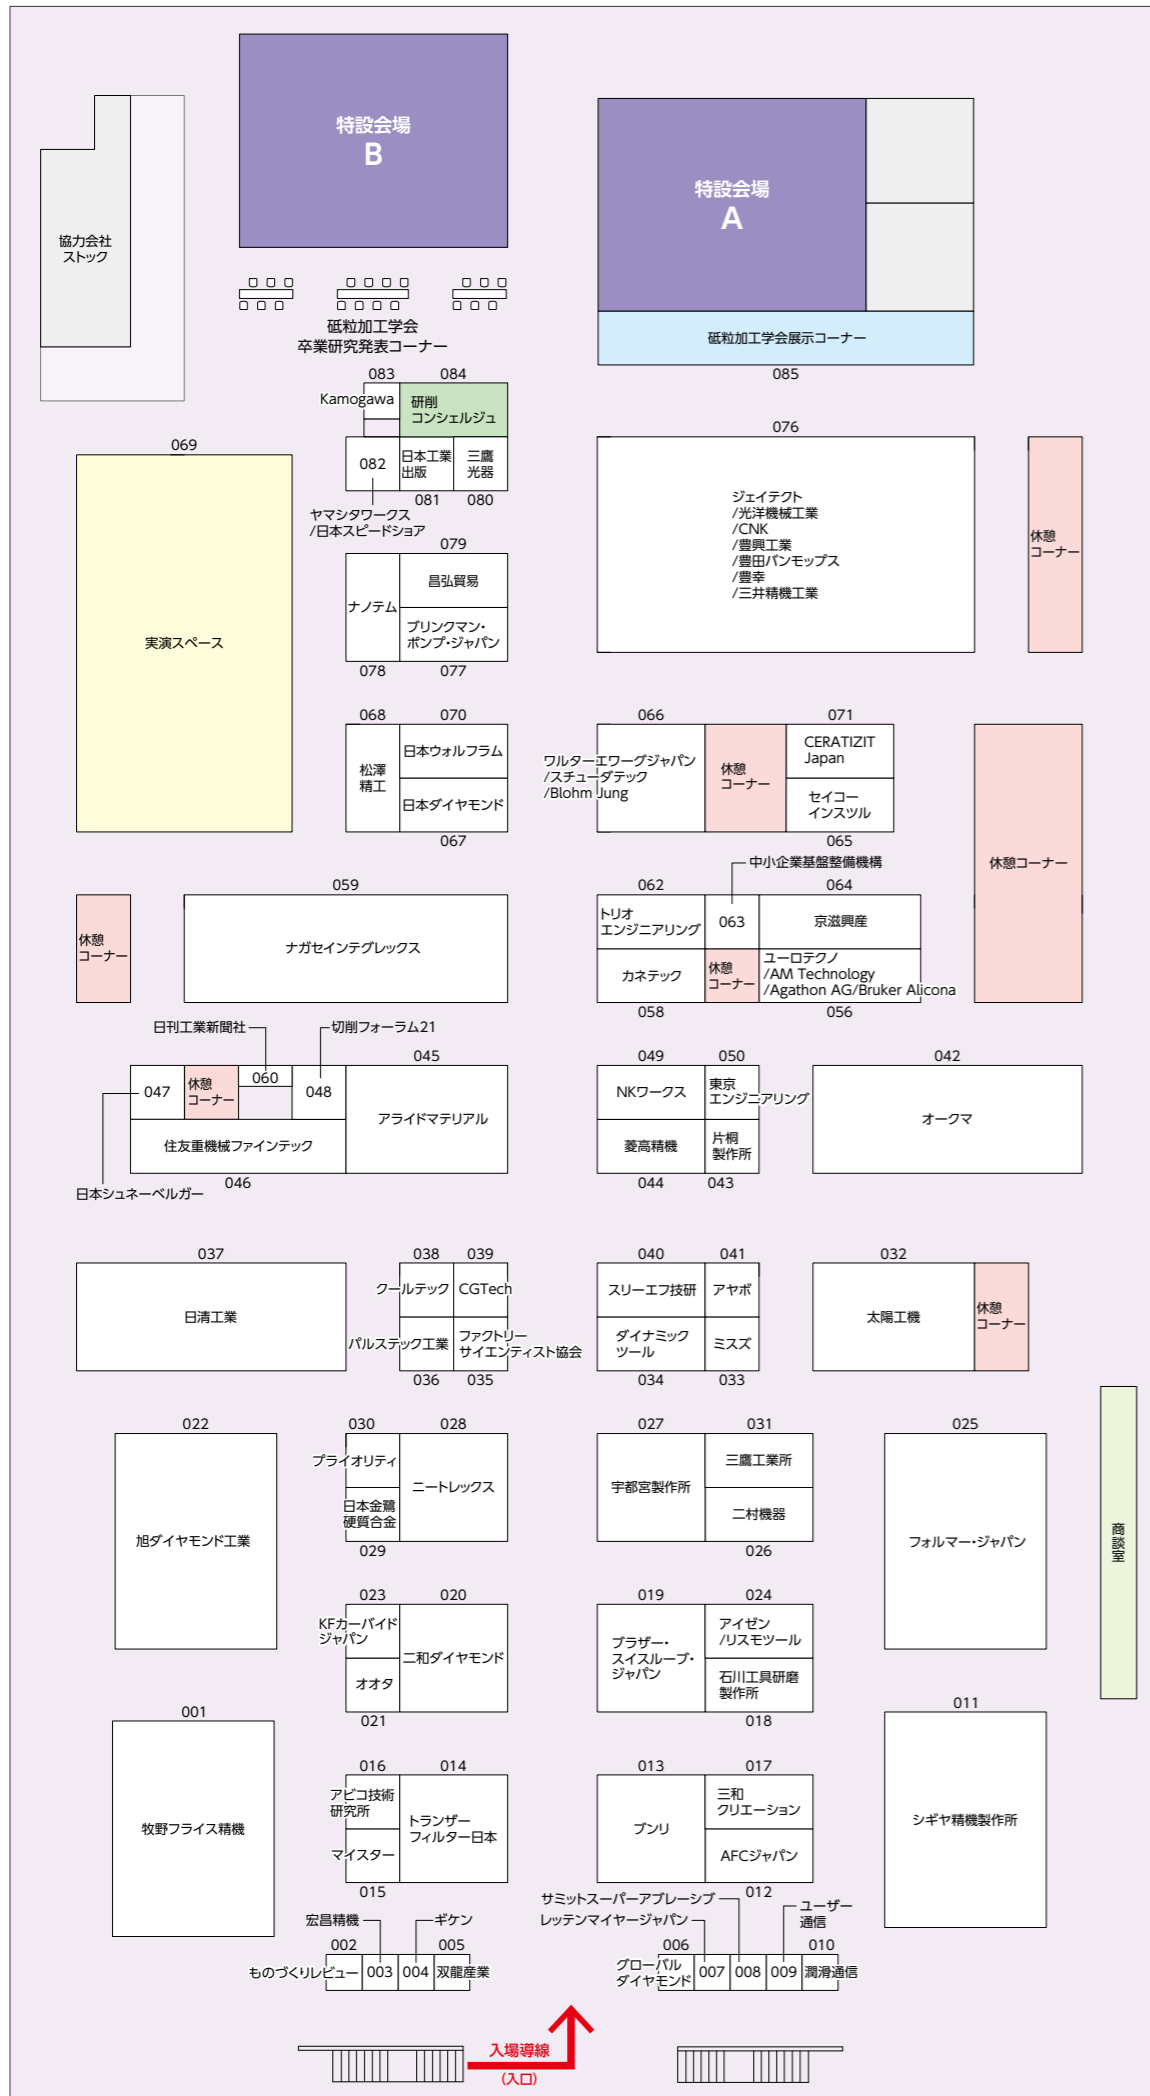 特設会場
B
特設会場
A
協力会社
ストック
砥粒加工学会
卒業研究発表コーナー
砥粒加工学会展示コーナー
085
083
084
Kamogawa
研削
コンシェルジュ
082
日本工業
出版
三鷹
光器
081
080
ヤマシタワークス
/日本スピードショア
069
実演スペース
076
ジェイテクト
/光洋機械工業
/CNK
/豊興工業
/豊田バンモップス
/豊幸
/三井精機工業
休憩
コーナー
079
昌弘貿易
ナノテム
ブリンクマン・
ポンプ・ジャパン
078
077
068
070
松澤
精工
日本ウォルフラム
日本ダイヤモンド
067
066
071
ワルターエワーグジャパン
/スチューダテック
/Blohm Jung
休憩
コーナー
CERATIZIT
Japan
セイコー
インスツル
065
休憩コーナー
中小企業基盤整備機構
059
休憩
コーナー
ナガセインテグレックス
062
064
トリオ
エンジニアリング
063
京滋興産
カネテック
休憩
コーナー
ユーロテクノ
/AM Technology
/Agathon AG/Bruker Alicona
058
056
日刊工業新聞社
切削フォーラム21
045
047
休憩
コーナー
060
048
アライドマテリアル
住友重機械ファインテック
046
日本シュネーベルガー
049
050
NKワークス
東京
エンジニアリング
菱高精機
片桐
製作所
044
043
042
オークマ
037
日清工業
038
039
クールテック
CGTech
パルステック工業
ファクトリー
サイエンティスト協会
036
035
040
041
スリーエフ技研
アヤボ
ダイナミック
ツール
ミスズ
034
033
032
太陽工機
休憩
コーナー
022
旭ダイヤモンド工業
030
028
プライオリティ
日本金鷺
硬質合金
ニートレックス
029
027
031
宇都宮製作所
三鷹工業所
二村機器
026
025
フォルマー・ジャパン
商談室
023
020
KFカーバイド
ジャパン
オオタ
二和ダイヤモンド
021
019
024
ブラザー・
スイスルーブ・
ジャパン
アイゼン
/リスモツール
石川工具研磨
製作所
018
001
牧野フライス精機
011
シギヤ精機製作所
016
014
アビコ技術
研究所
マイスター
トランザー
フィルター日本
015
013
017
ブンリ
三和
クリエーション
AFCジャパン
012
宏昌精機
ギケン
002
005
ものづくりレビュー
003
004
双龍産業
サミットスーパーアブレーシブ
レッテンマイヤージャパン
ユーザー
通信
006
010
グローバル
ダイヤモンド
007
008
009
潤滑通信
入場導線
(入口)